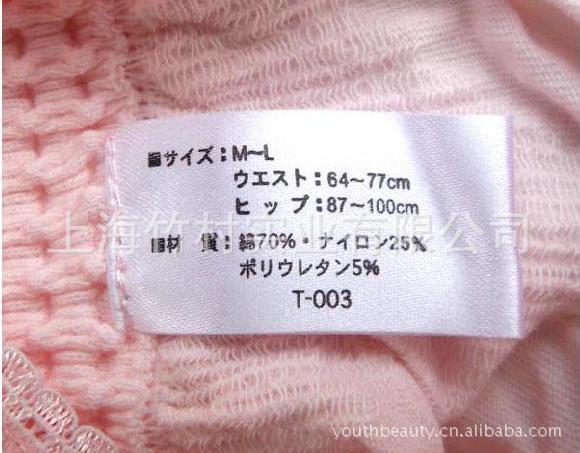 ■サイズ：M～L
ウエスト：64～77cm
ヒップ：87～100cm
上海竹村实业有限公司
■材　質：綿70%・ナイロン25%
ポリウレタン5%
T-003
youthbeauty.cn.alibaba.com